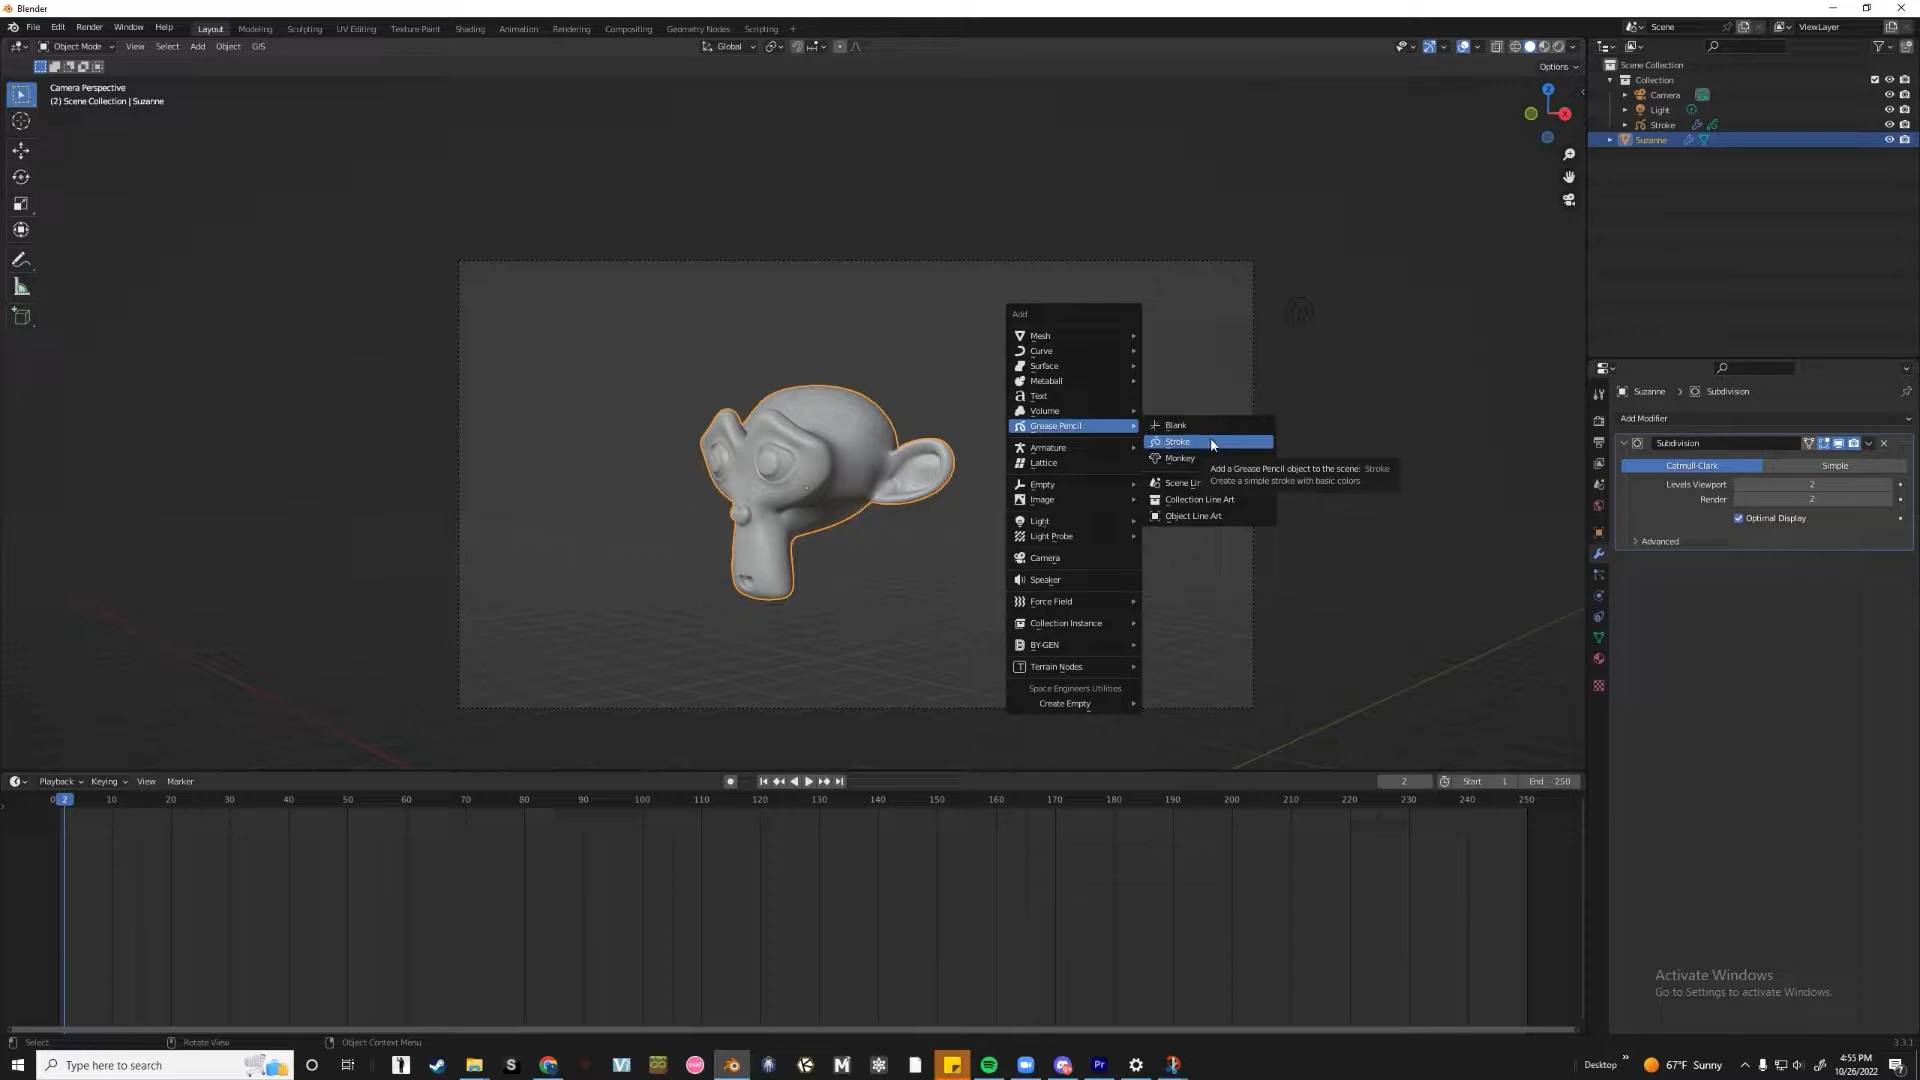 Blender
File Edit Render Window Help Layout Modeling Sculpting UV Editing Texture Paint Shading Animation Rendering Compositing Geometry Nodes Scripting + Scene ViewLayer
Object Mode View Select Add Object GIS Global
Options
Camera Perspective
(2) Scene Collection | Suzanne
Z
X
Scene Collection
Collection
Camera
Light
Stroke
Suzanne
Add
Mesh
Curve
Surface
Metaball
Text
Volume
Grease Pencil
Armature
Lattice
Empty
Image
Light
Light Probe
Camera
Speaker
Force Field
Collection Instance
BY-GEN
Terrain Nodes
Space Engineers Utilities
Create Empty
Blank
Stroke
Monkey
Scene Lin
Collection Line Art
Object Line Art
Add a Grease Pencil object to the scene: Stroke
Create a simple stroke with basic colors
Suzanne > Subdivision
Add Modifier
Subdivision
Catmull-Clark Simple
Levels Viewport 2
Render 2
Optimal Display
Advanced
Playback Keying View Marker 2 Start 1 End 250
0 2 10 20 30 40 50 60 70 80 90 100 110 120 130 140 150 160 170 180 190 200 210 220 230 240 250
Activate Windows
Go to Settings to activate Windows.
Select Rotate View Object Context Menu 3.3.1
Type here to search
Desktop 67°F Sunny 4:55 PM
10/26/2022